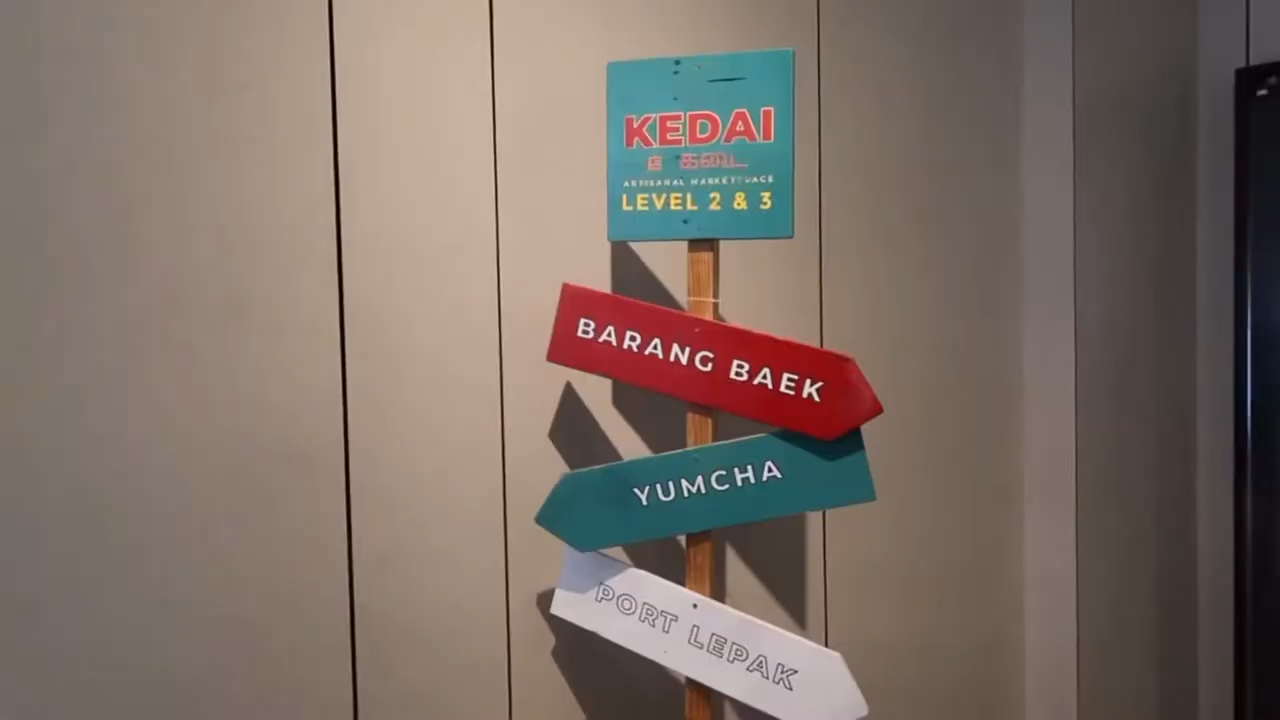 KEDAI
ARTISANAL MARKETPLACE
LEVEL 2 & 3
BARANG BAEK
YUMCHA
PORT LEPAK